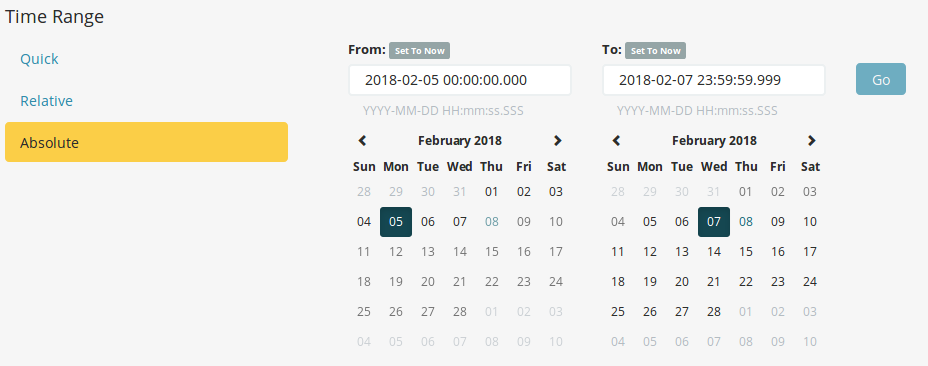 Time Range
Quick
Relative
Absolute
From: Set To Now
2018-02-05 00:00:00.000
YYYY-MM-DD HH:mm:ss.SSS
February 2018
Sun Mon Tue Wed Thu Fri Sat
28 29 30 31 01 02 03
04 05 06 07 08 09 10
11 12 13 14 15 16 17
18 19 20 21 22 23 24
25 26 27 28 01 02 03
04 05 06 07 08 09 10
To: Set To Now
2018-02-07 23:59:59.999
YYYY-MM-DD HH:mm:ss.SSS
February 2018
Sun Mon Tue Wed Thu Fri Sat
28 29 30 31 01 02 03
04 05 06 07 08 09 10
11 12 13 14 15 16 17
18 19 20 21 22 23 24
25 26 27 28 01 02 03
04 05 06 07 08 09 10
Go